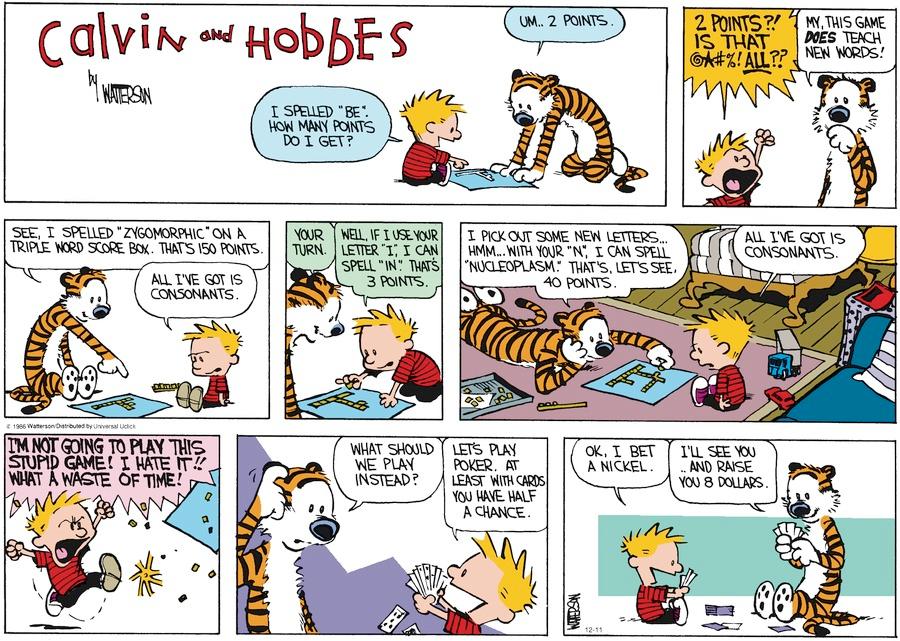 Calvin and Hobbes
by WATTERSON
I SPELLED "BE".
HOW MANY POINTS
DO I GET?
UM.. 2 POINTS.
2 POINTS?!
IS THAT
@★#%! ALL??
MY, THIS GAME
DOES TEACH
NEW WORDS!
SEE, I SPELLED "ZYGOMORPHIC" ON A
TRIPLE WORD SCORE BOX. THAT'S 150 POINTS.
ALL I'VE GOT IS
CONSONANTS.
YOUR
TURN.
WELL, IF I USE YOUR
LETTER "I", I CAN
SPELL "IN". THAT'S
3 POINTS.
I PICK OUT SOME NEW LETTERS...
HMM... WITH YOUR "N", I CAN SPELL
"NUCLEOPLASM." THAT'S, LET'S SEE,
40 POINTS.
ALL I'VE GOT IS
CONSONANTS.
© 1986 Watterson/Distributed by Universal Uclick
I'M NOT GOING TO PLAY THIS
STUPID GAME! I HATE IT!!
WHAT A WASTE OF TIME!
WHAT SHOULD
WE PLAY
INSTEAD?
LET'S PLAY
POKER. AT
LEAST WITH CARDS
YOU HAVE HALF
A CHANCE.
OK, I BET
A NICKEL.
I'LL SEE YOU
..AND RAISE
YOU 8 DOLLARS.
WATTERSON
12-11